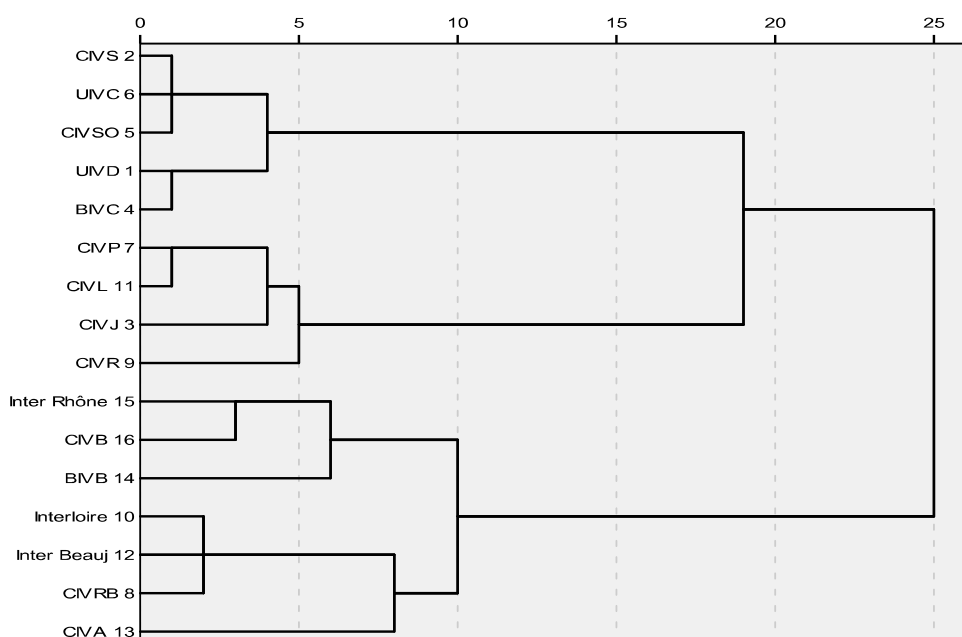 0 5 10 15 20 25
CIVS 2
UIVC 6
CIVSO 5
UIVD 1
BIVC 4
CIVP 7
CIVL 11
CIVJ 3
CIVR 9
Inter Rhône 15
CIVB 16
BIVB 14
Interloire 10
Inter Beauj 12
CIVRB 8
CIVA 13